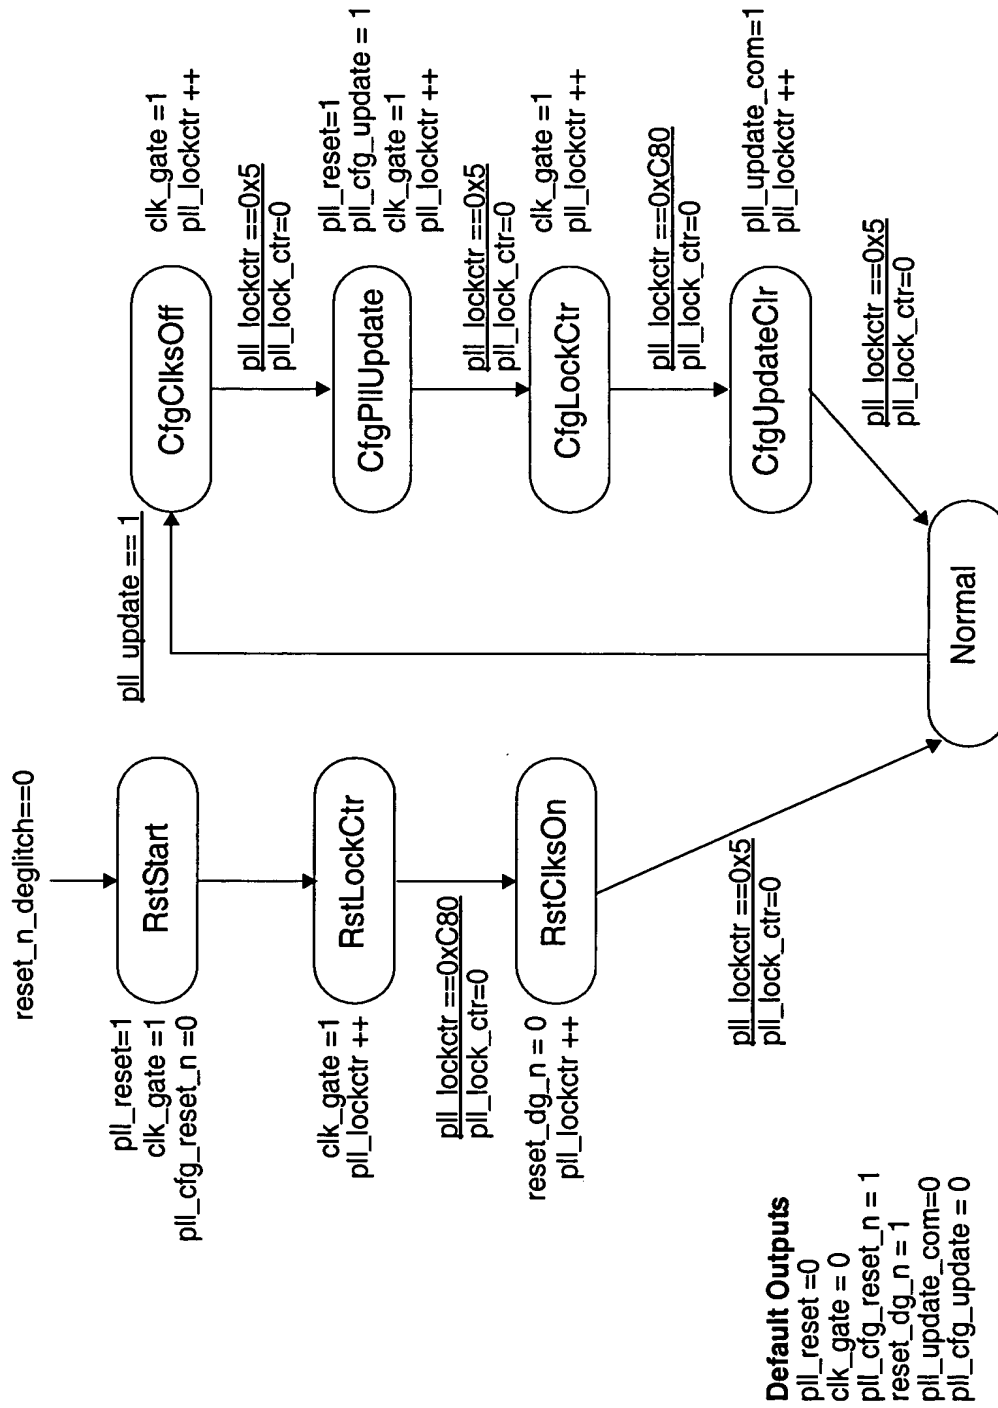 reset_n_deglitch==0
pll_reset=1
clk_gate =1
pll_cfg_reset_n =0
RstStart
clk_gate =1
pll_lockctr ++
RstLockCtr
pll_lockctr ==0xC80
pll_lock_ctr=0
reset_dg_n = 0
pll_lockctr ++
RstClksOn
pll_lockctr ==0x5
pll_lock_ctr=0
pll_update == 1
CfgClksOff
clk_gate =1
pll_lockctr ++
pll_lockctr ==0x5
pll_lock_ctr=0
CfgPllUpdate
pll_reset=1
pll_cfg_update = 1
clk_gate =1
pll_lockctr ++
pll_lockctr ==0x5
pll_lock_ctr=0
CfgLockCtr
clk_gate =1
pll_lockctr ++
pll_lockctr ==0xC80
pll_lock_ctr=0
CfgUpdateClr
pll_update_com=1
pll_lockctr ++
pll_lockctr ==0x5
pll_lock_ctr=0
Normal
Default Outputs
pll_reset =0
clk_gate = 0
pll_cfg_reset_n = 1
reset_dg_n = 1
pll_update_com=0
pll_cfg_update = 0